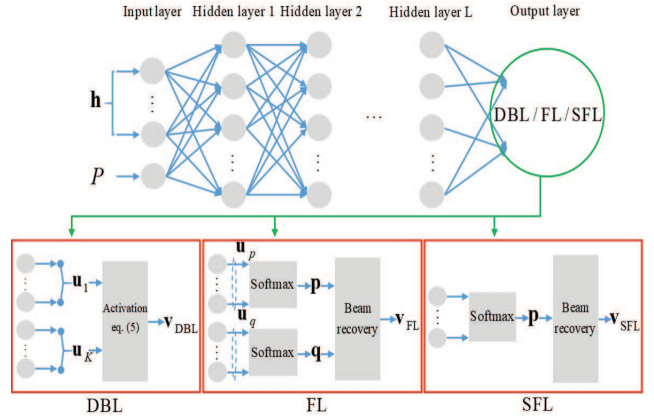 Input layer Hidden layer 1 Hidden layer 2 Hidden layer L Output layer
h
P
...
DBL / FL / SFL
u1
uK
Activation
eq. (5)
vDBL
DBL
up
uq
Softmax
Softmax
p
q
Beam
recovery
vFL
FL
Softmax
p
Beam
recovery
vSFL
SFL